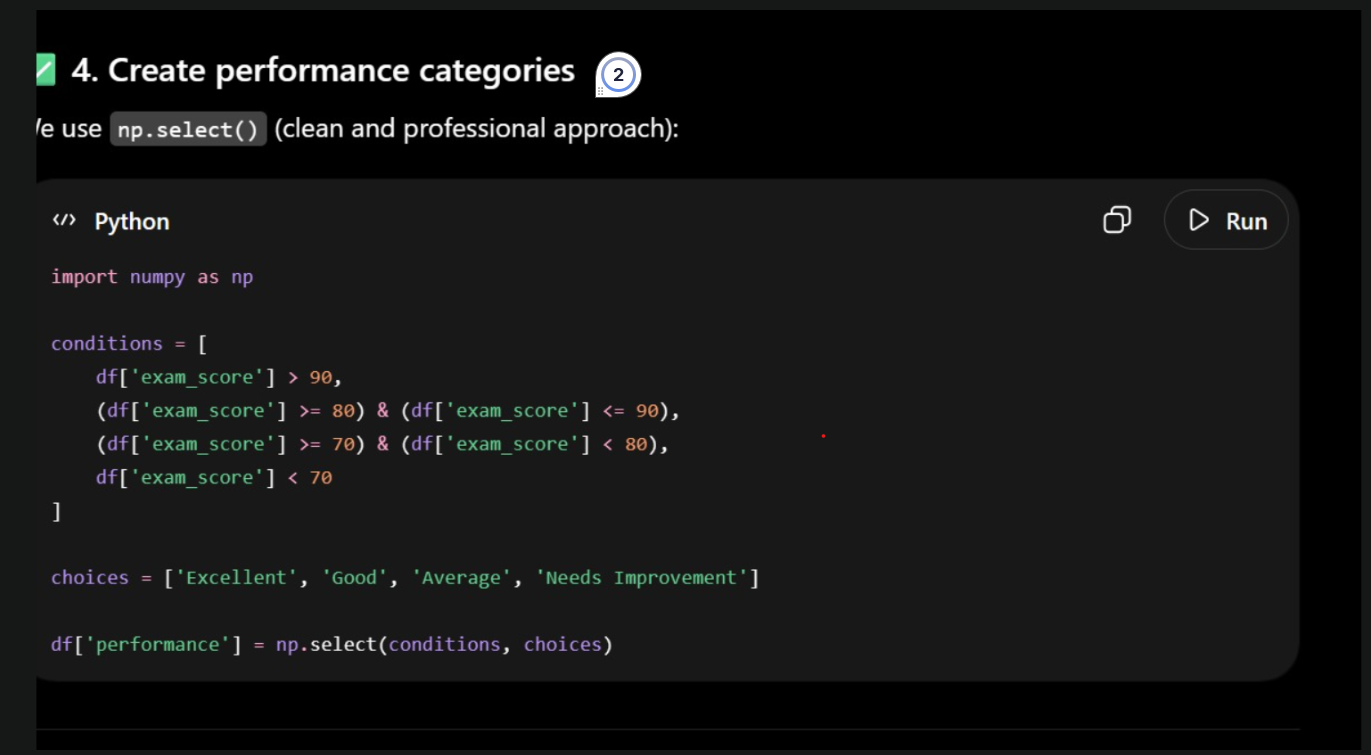 4. Create performance categories 2
e use np.select() (clean and professional approach):
</> Python Run
import numpy as np
conditions = [
    df['exam_score'] > 90,
    (df['exam_score'] >= 80) & (df['exam_score'] <= 90),
    (df['exam_score'] >= 70) & (df['exam_score'] < 80),
    df['exam_score'] < 70
]
choices = ['Excellent', 'Good', 'Average', 'Needs Improvement']
df['performance'] = np.select(conditions, choices)